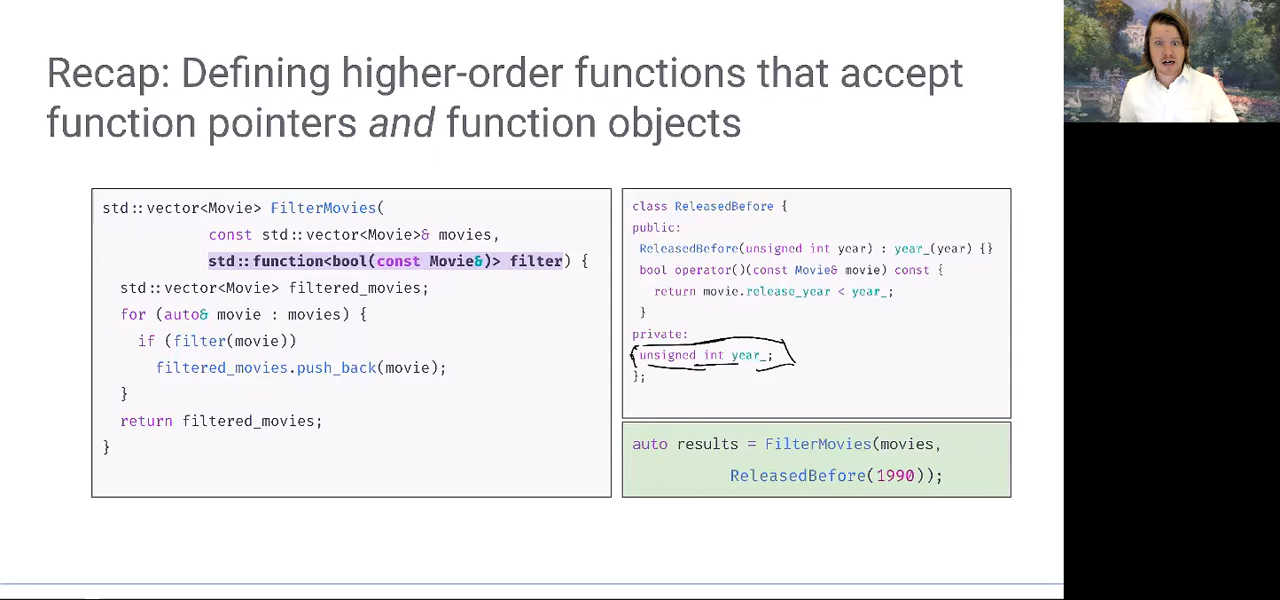 Recap: Defining higher-order functions that accept
function pointers and function objects
std::vector<Movie> FilterMovies(
const std::vector<Movie>& movies,
std::function<bool(const Movie&)> filter) {
std::vector<Movie> filtered_movies;
for (auto& movie : movies) {
if (filter(movie))
filtered_movies.push_back(movie);
}
return filtered_movies;
}
class ReleasedBefore {
public:
ReleasedBefore(unsigned int year) : year_(year) {}
bool operator()(const Movie& movie) const {
return movie.release_year < year_;
}
private:
unsigned int year_;
};
auto results = FilterMovies(movies,
ReleasedBefore(1990));